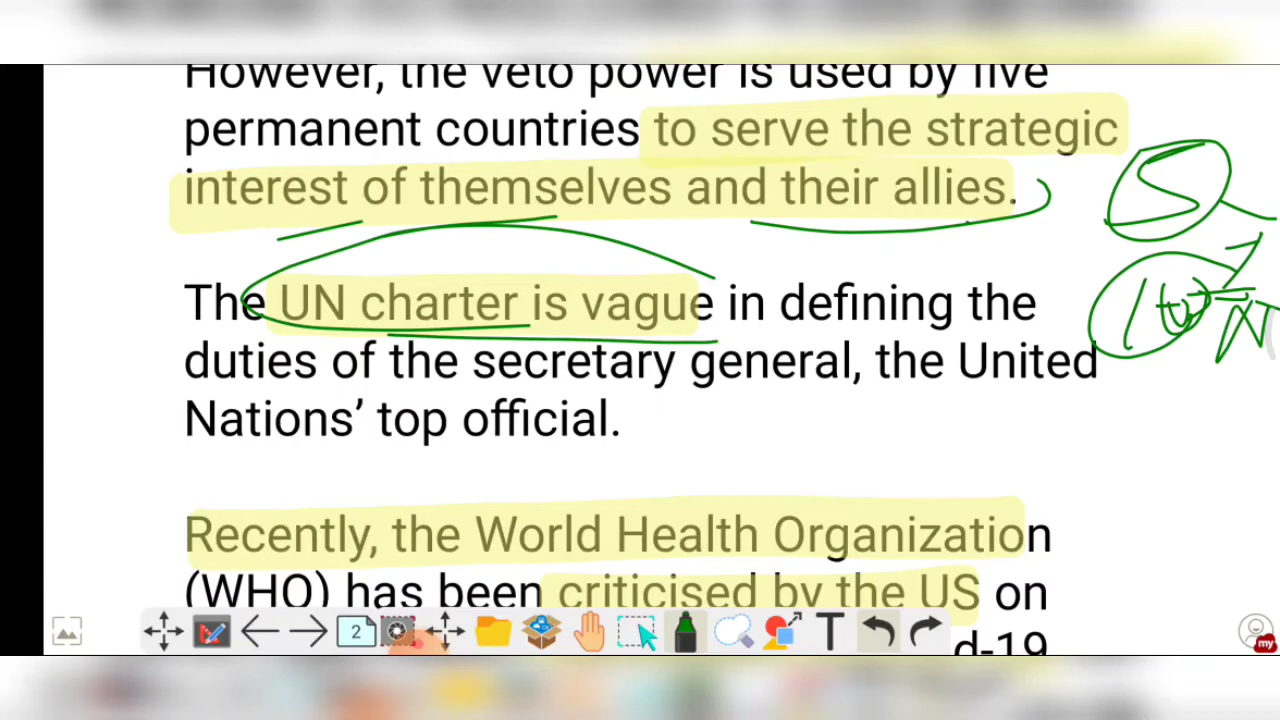 However, the veto power is used by five
permanent countries to serve the strategic
interest of themselves and their allies.
The UN charter is vague in defining the
duties of the secretary general, the United
Nations’ top official.
Recently, the World Health Organization
(WHO) has been criticised by the US on
d-19
2
T
my